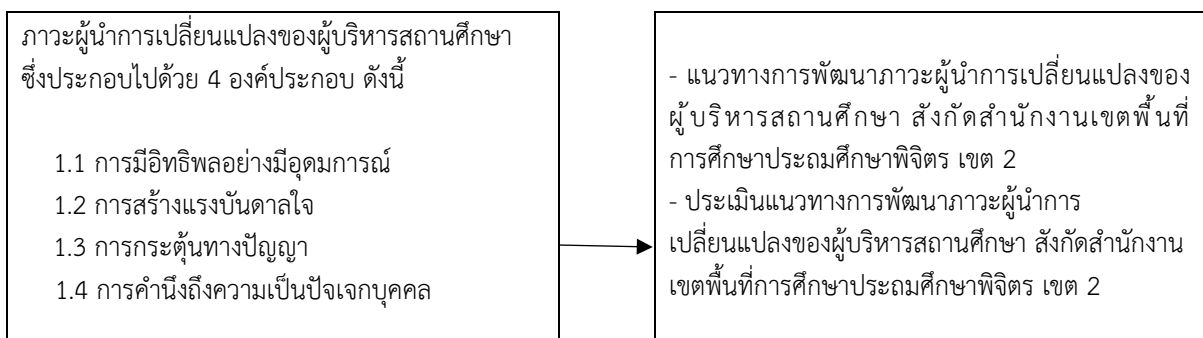 ภาวะผู้นำการเปลี่ยนแปลงของผู้บริหารสถานศึกษา
ซึ่งประกอบไปด้วย 4 องค์ประกอบ ดังนี้
1.1 การมีอิทธิพลอย่างมีอุดมการณ์
1.2 การสร้างแรงบันดาลใจ
1.3 การกระตุ้นทางปัญญา
1.4 การคำนึงถึงความเป็นปัจเจกบุคคล
- แนวทางการพัฒนาภาวะผู้นำการเปลี่ยนแปลงของ
ผู้บริหารสถานศึกษา สังกัดสำนักงานเขตพื้นที่
การศึกษาประถมศึกษาพิจิตร เขต 2
- ประเมินแนวทางการพัฒนาภาวะผู้นำการ
เปลี่ยนแปลงของผู้บริหารสถานศึกษา สังกัดสำนักงาน
เขตพื้นที่การศึกษาประถมศึกษาพิจิตร เขต 2